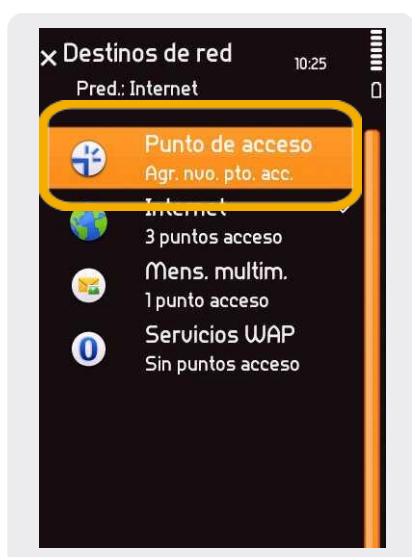 Destinos de red
10:25
Pred.: Internet
Punto de acceso
Agr. nvo. pto. acc.
Internet
3 puntos acceso
Mens. multim.
1 punto acceso
Servicios WAP
Sin puntos acceso